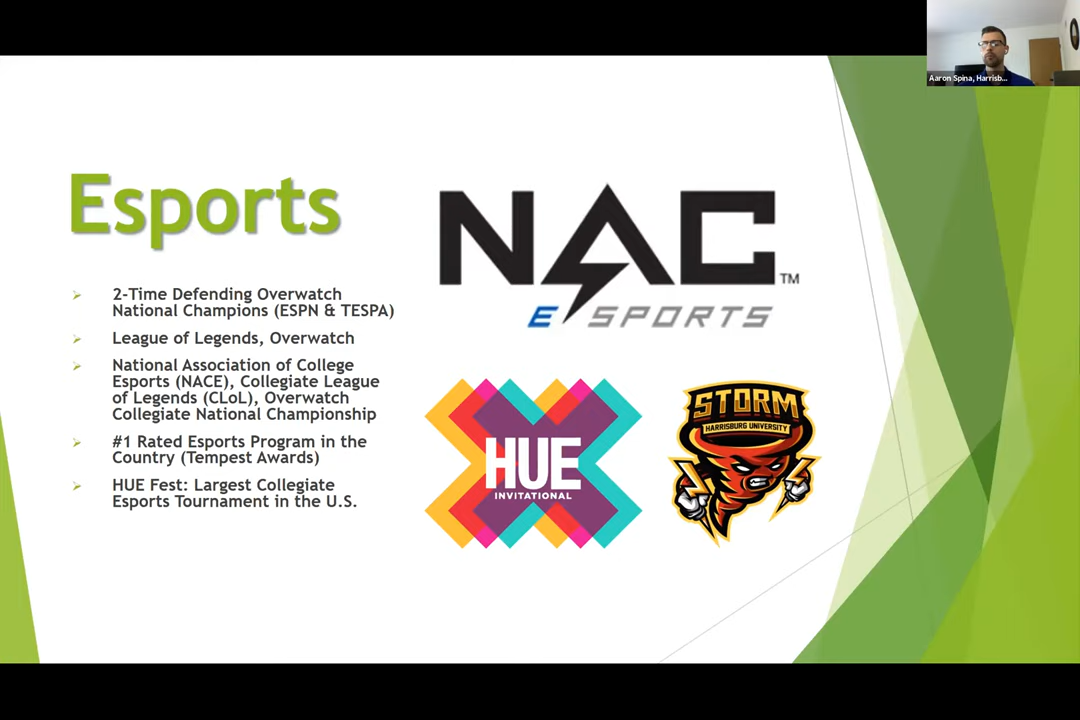 Aaron Spina, Harrisb...
Esports
2-Time Defending Overwatch
National Champions (ESPN & TESPA)
League of Legends, Overwatch
National Association of College
Esports (NACE), Collegiate League
of Legends (CLoL), Overwatch
Collegiate National Championship
#1 Rated Esports Program in the
Country (Tempest Awards)
HUE Fest: Largest Collegiate
Esports Tournament in the U.S.
NAC TM
ESPORTS
HUE
INVITATIONAL
STORM
HARRISBURG UNIVERSITY